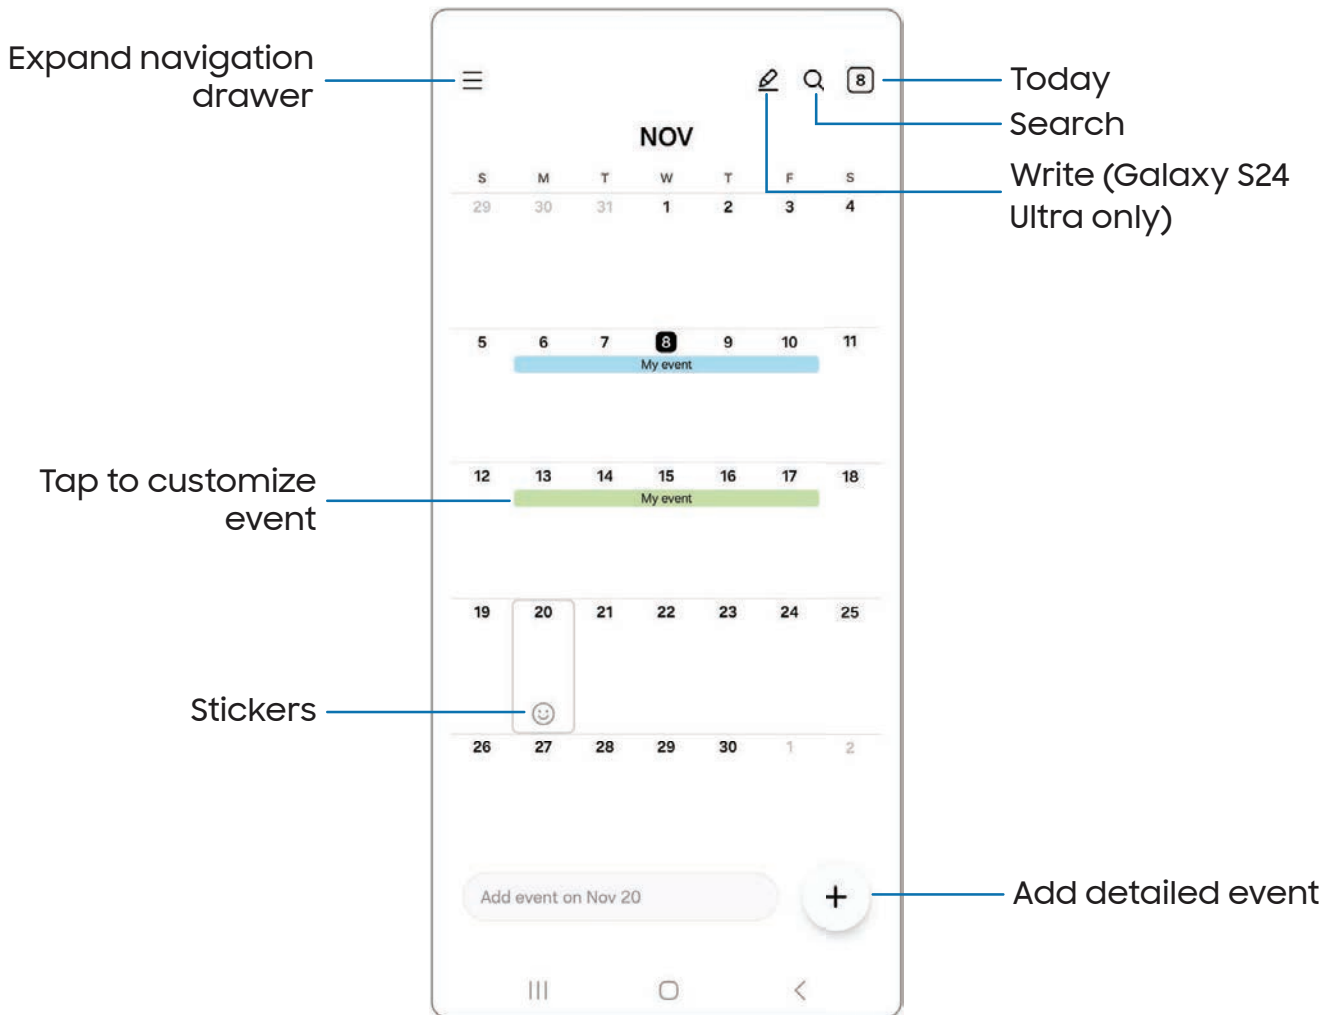 Expand navigation
drawer
8
Today
Search
Write (Galaxy S24
Ultra only)
NOV
S M T W T F S
29 30 31 1 2 3 4
5 6 7 8 9 10 11
My event
12 13 14 15 16 17 18
My event
Tap to customize
event
19 20 21 22 23 24 25
Stickers
26 27 28 29 30 1 2
Add event on Nov 20
+
Add detailed event